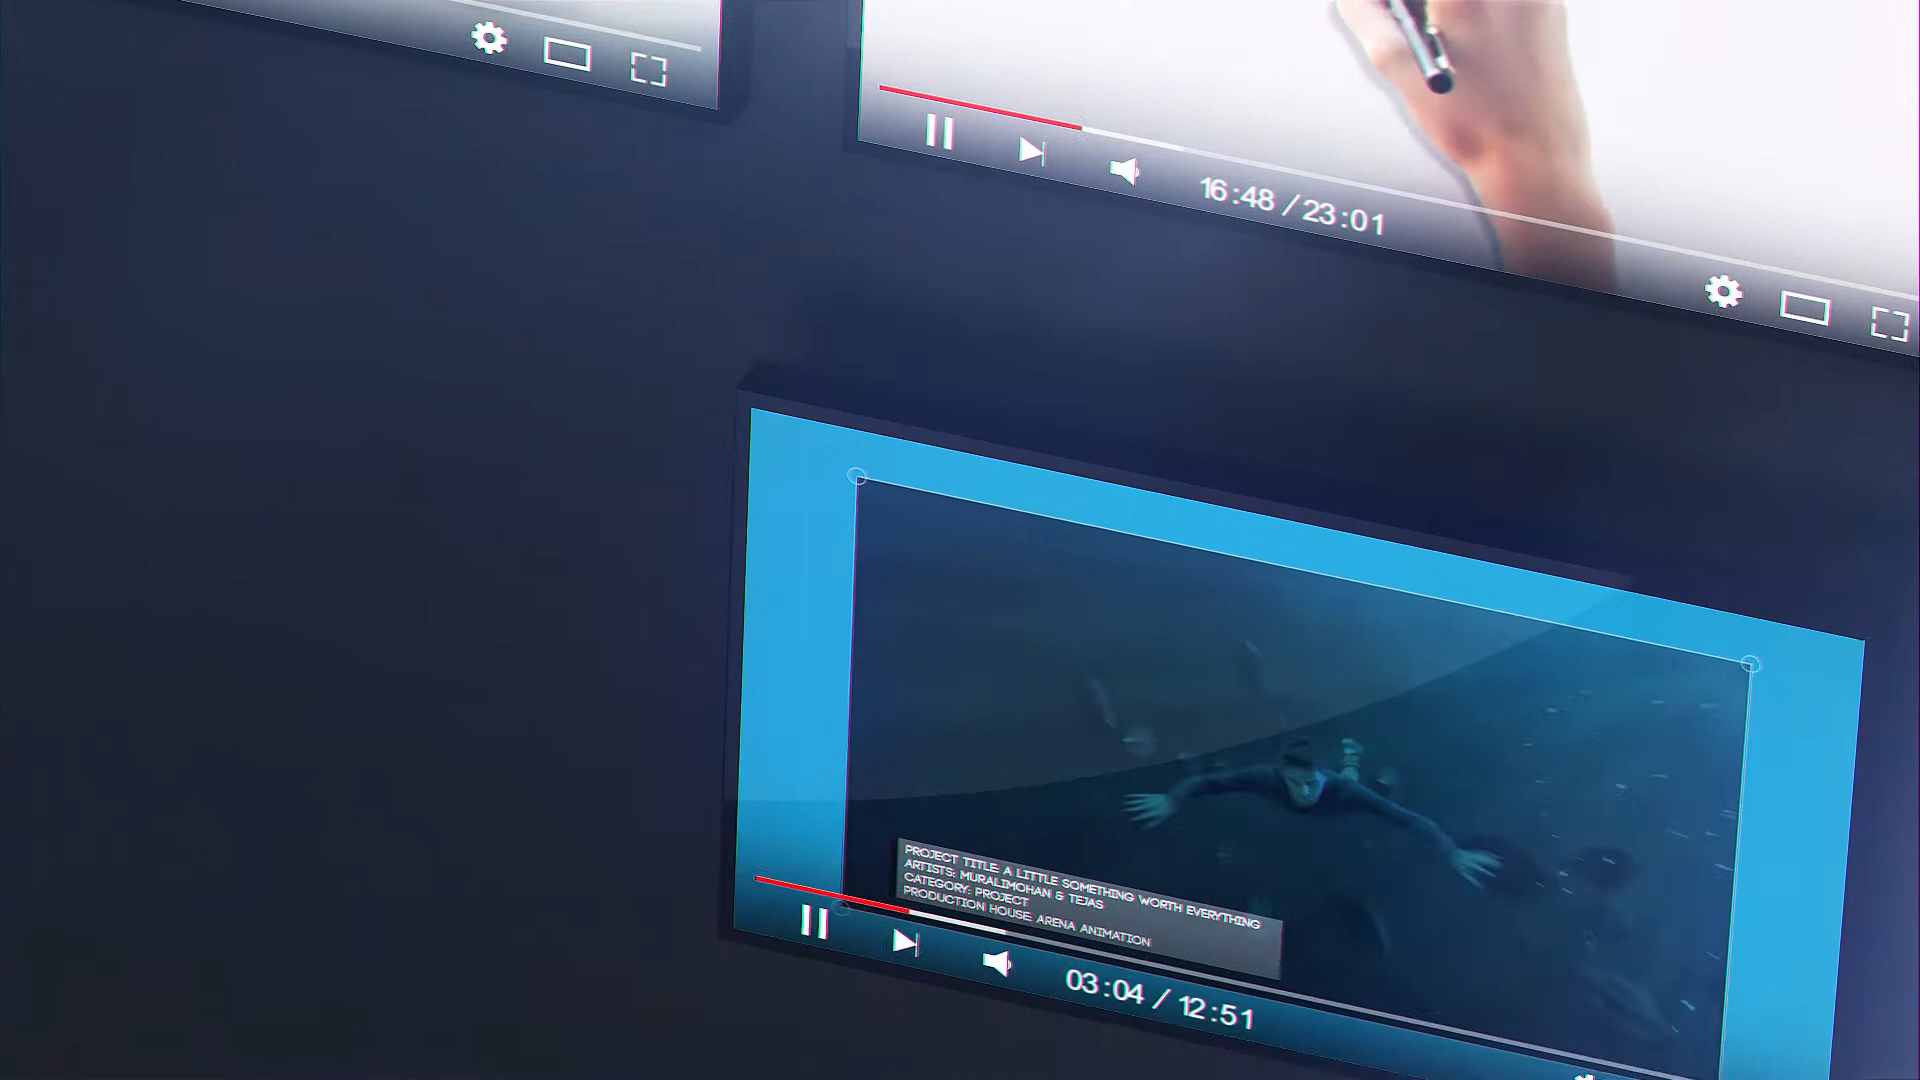 16:48 / 23:01
PROJECT TITLE: A LITTLE SOMETHING WORTH EVERYTHING
ARTISTS: MURALIMOHAN & TEJAS
CATEGORY: PROJECT
PRODUCTION HOUSE: ARENA ANIMATION
03:04 / 12:51